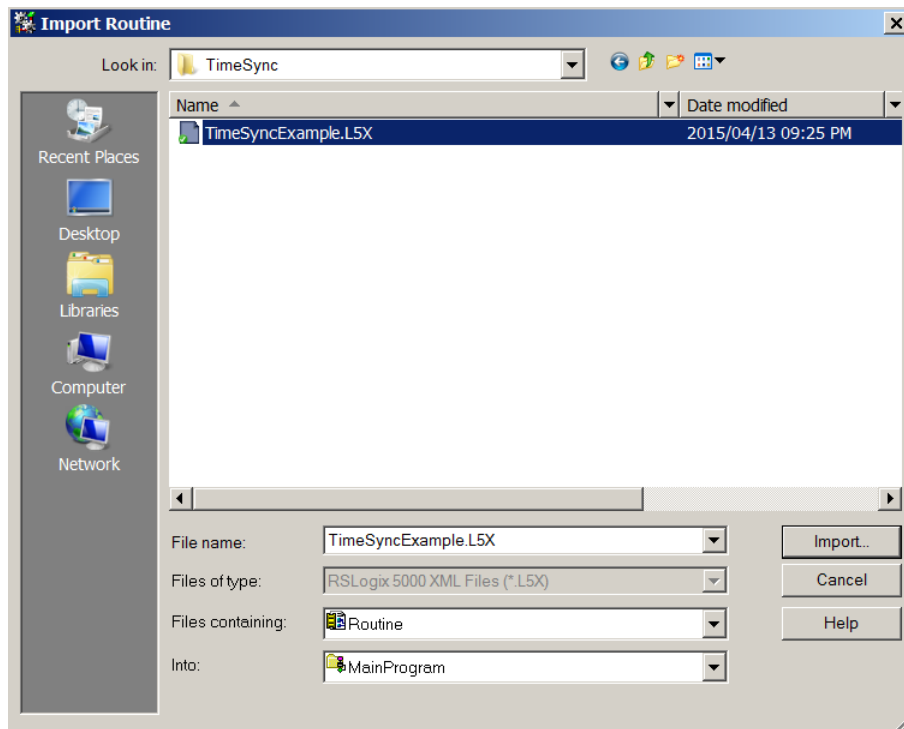 Import Routine
Look in: TimeSync
Name Date modified
TimeSyncExample.L5X 2015/04/13 09:25 PM
Recent Places
Desktop
Libraries
Computer
Network
File name: TimeSyncExample.L5X Import...
Files of type: RSLogix 5000 XML Files (*.L5X) Cancel
Files containing: Routine Help
Into: MainProgram